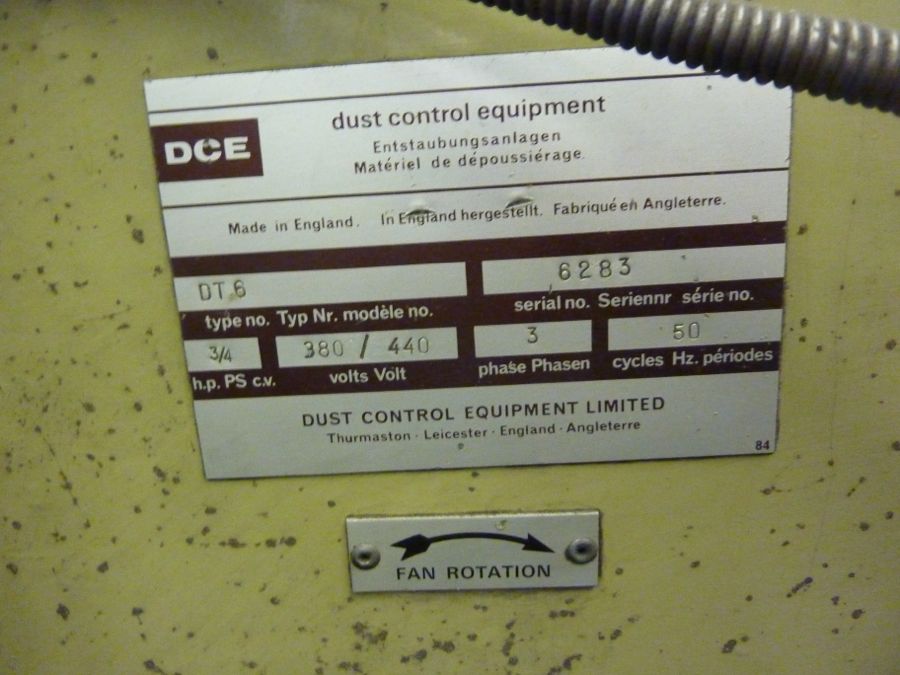 DCE
dust control equipment
Entstaubungsanlagen
Matériel de dépoussiérage.
Made in England. In England hergestellt. Fabriqué en Angleterre.
DT6 6283
type no. Typ Nr. modèle no. serial no. Seriennr série no.
3/4 380 / 440 3 50
h.p. PS c.v. volts Volt phase Phasen cycles Hz. périodes
DUST CONTROL EQUIPMENT LIMITED
Thurmaston · Leicester · England · Angleterre
84
FAN ROTATION